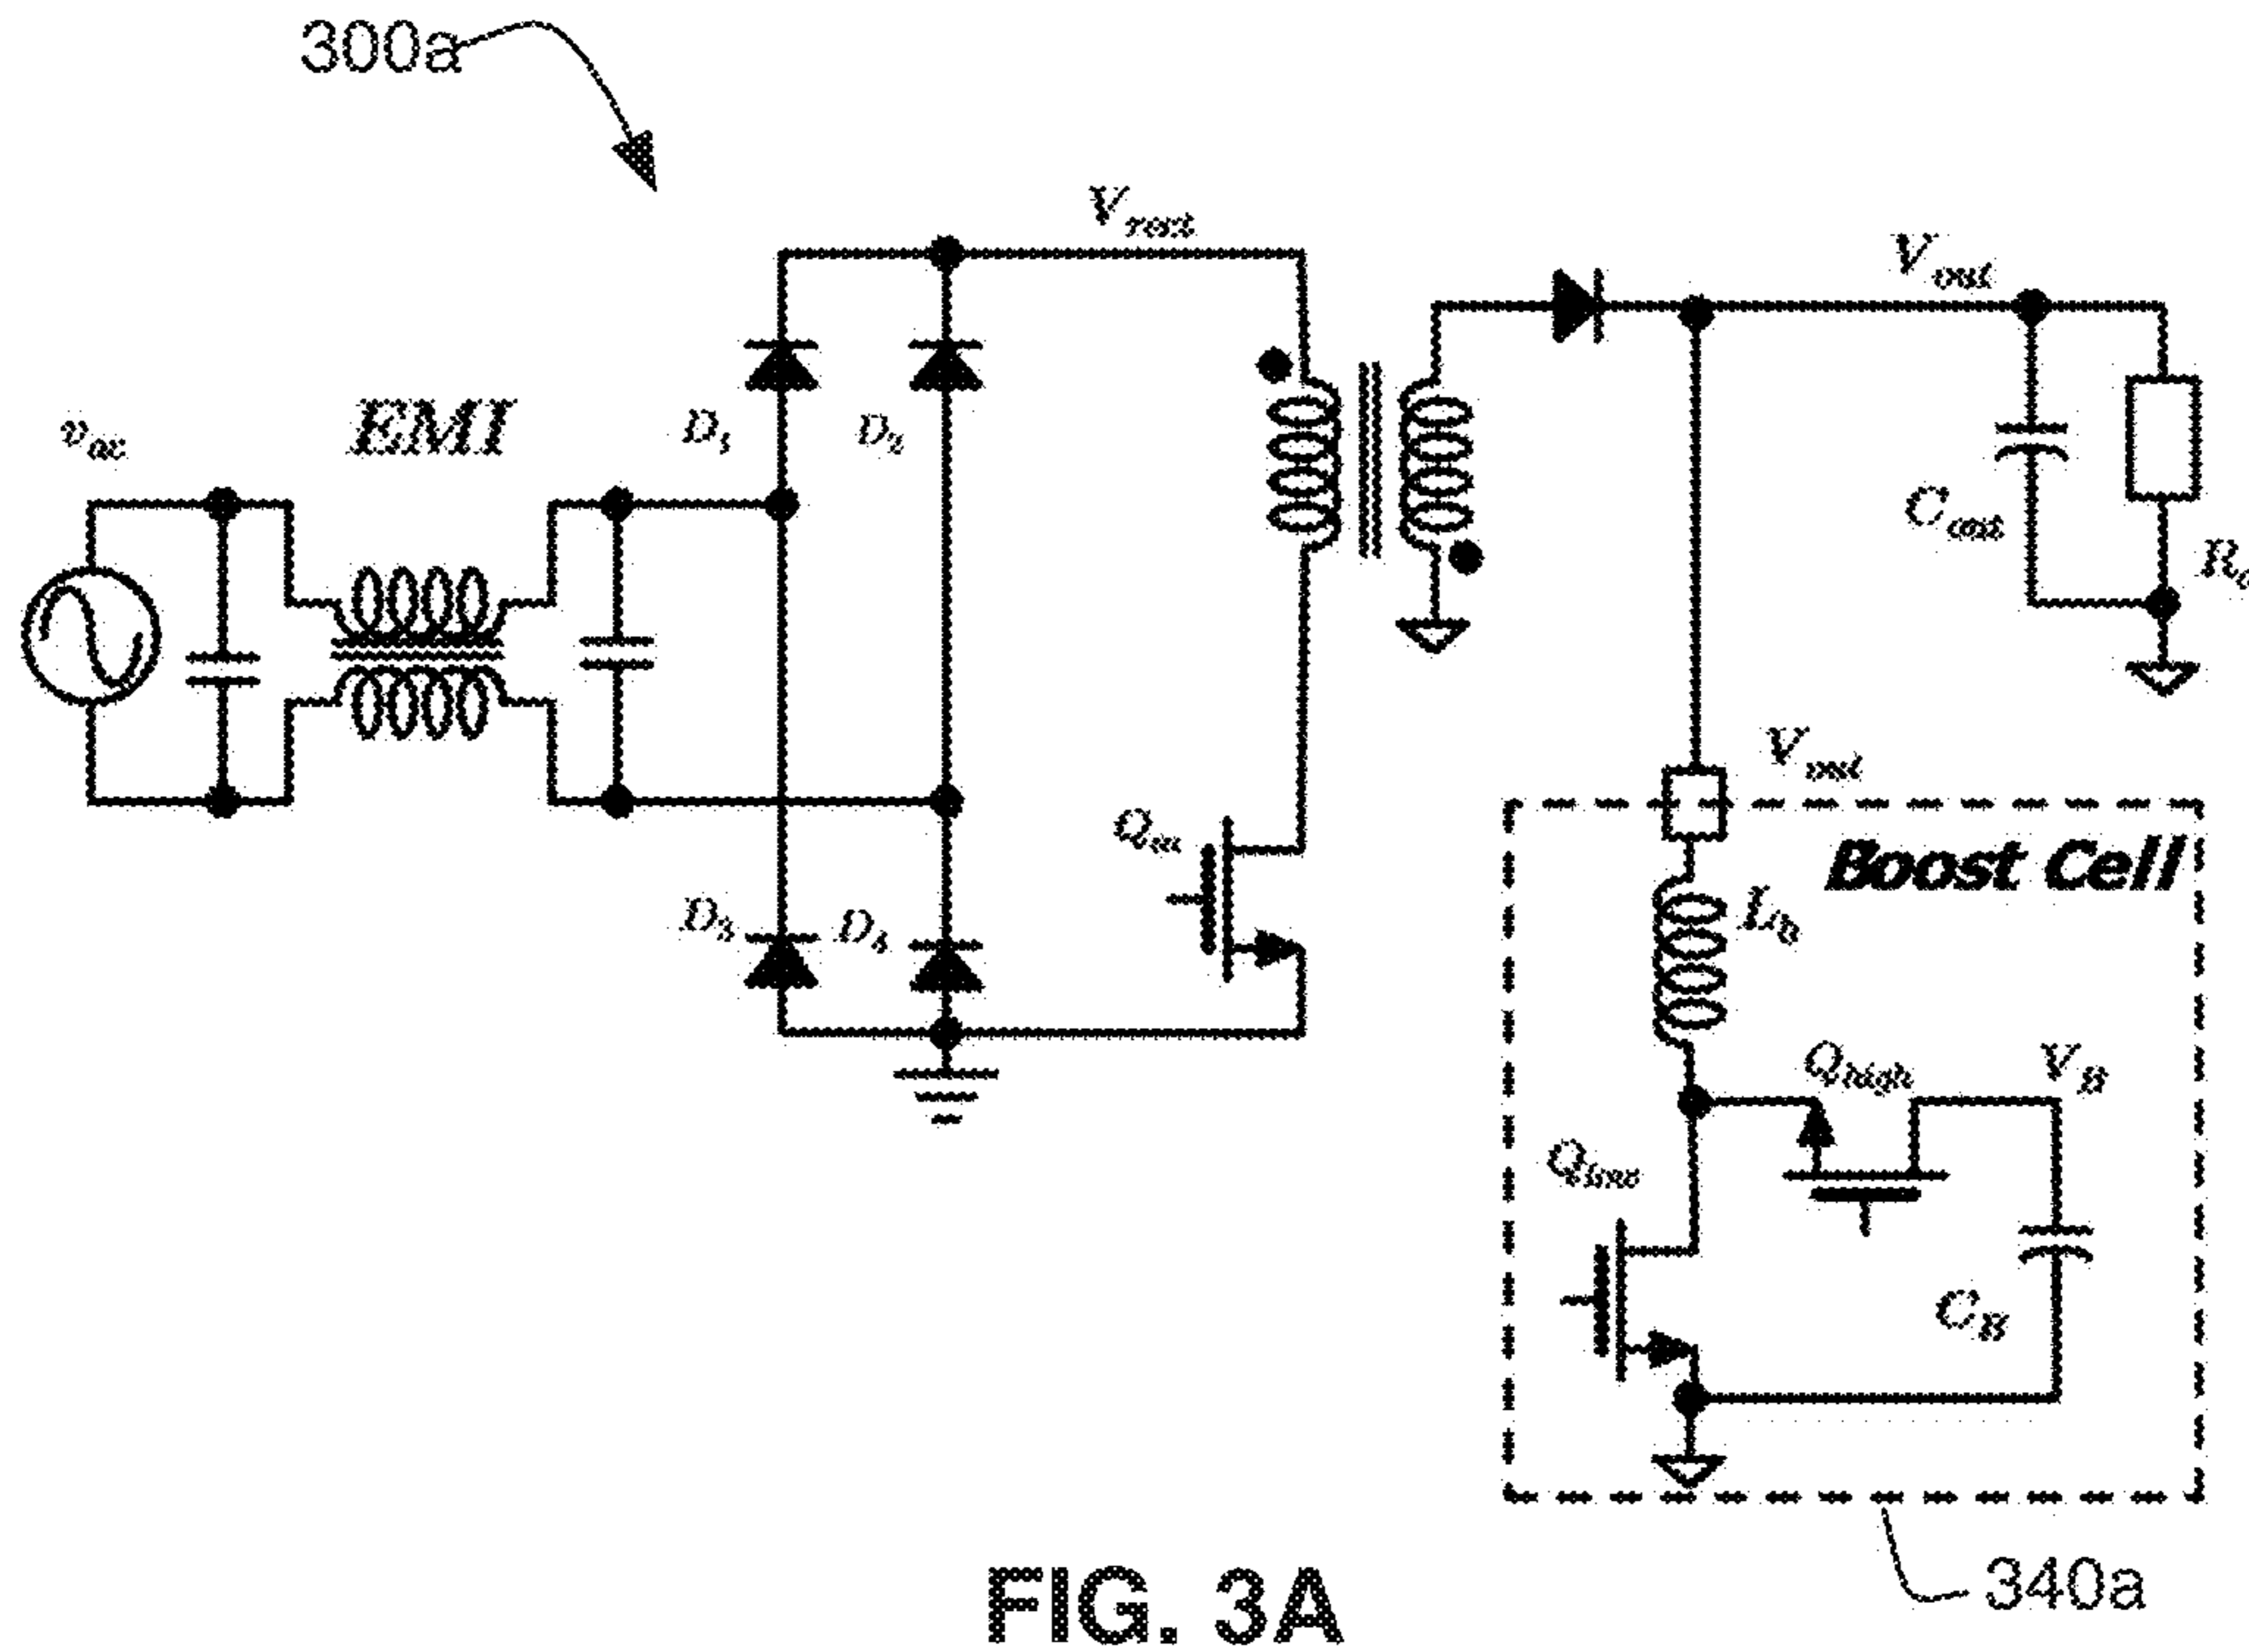 300a
V_rect
V_out
v_ac
EMI
D_1
D_2
C_out
V_out
Q_in
Boost Cell
D_3
D_4
L_B
Q_high
V_B
Q_low
C_B
340a
FIG. 3A